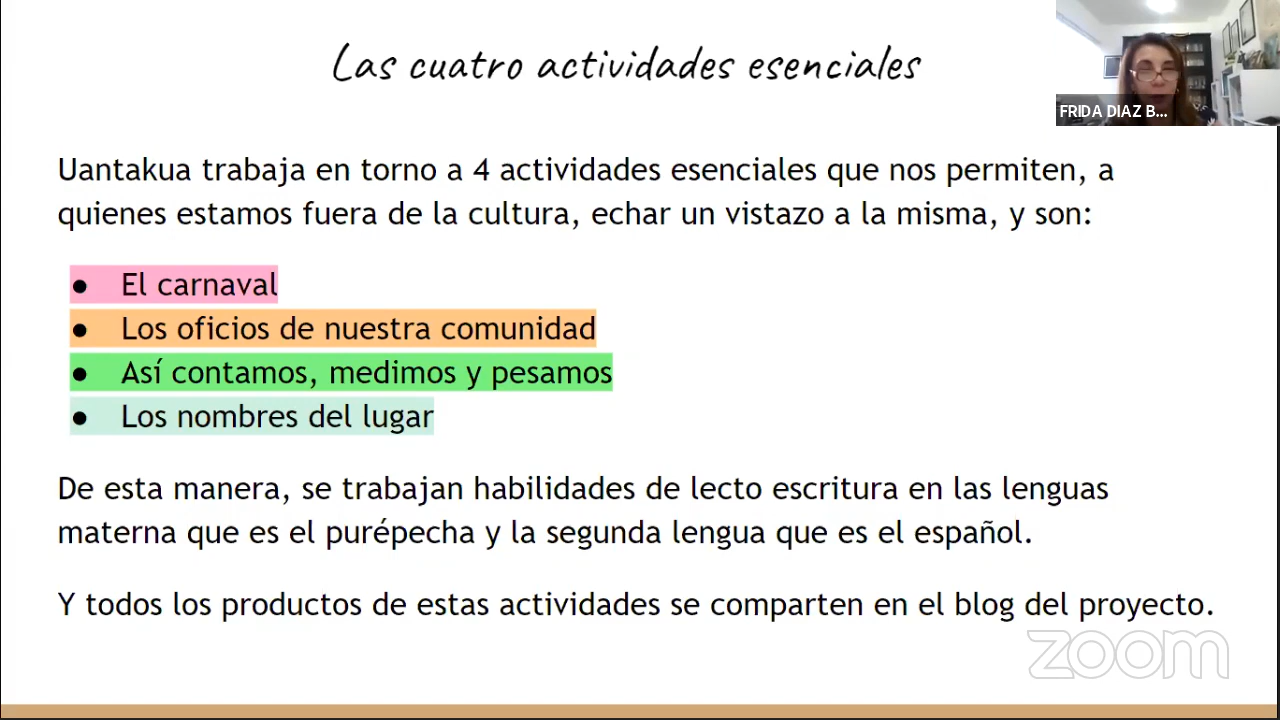 Las cuatro actividades esenciales
FRIDA DIAZ B...
Uantakua trabaja en torno a 4 actividades esenciales que nos permiten, a
quienes estamos fuera de la cultura, echar un vistazo a la misma, y son:
● El carnaval
● Los oficios de nuestra comunidad
● Así contamos, medimos y pesamos
● Los nombres del lugar
De esta manera, se trabajan habilidades de lecto escritura en las lenguas
materna que es el purépecha y la segunda lengua que es el español.
Y todos los productos de estas actividades se comparten en el blog del proyecto.
zoom